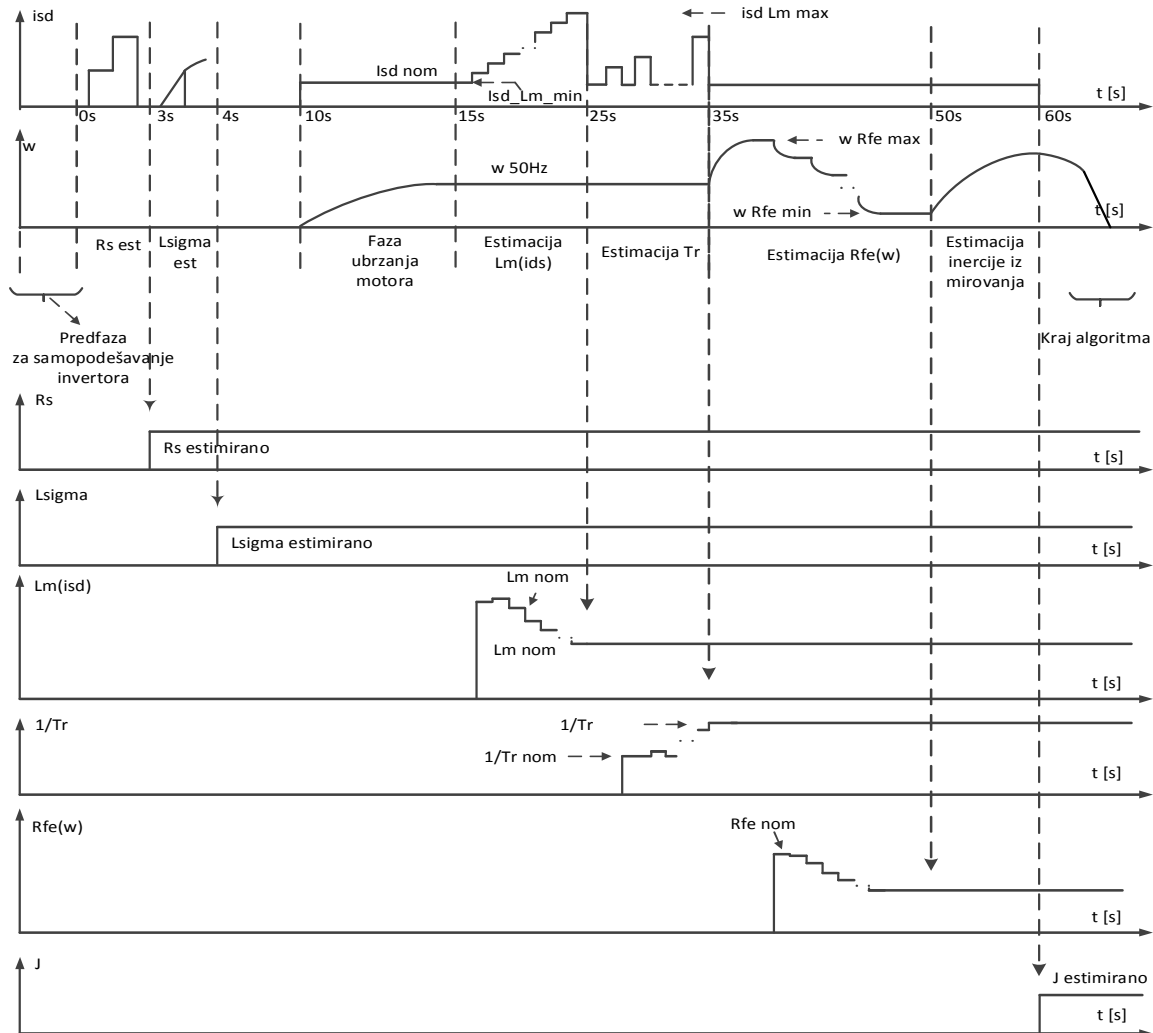 isd
isd Lm max
Isd nom
Isd_Lm_min
t [s]
0s
3s
4s
10s
15s
25s
35s
50s
60s
w
w Rfe max
w 50Hz
w Rfe min
t [s]
Rs est
Lsigma
est
Faza
ubrzanja
motora
Estimacija
Lm(ids)
Estimacija Tr
Estimacija Rfe(w)
Estimacija
inercije iz
mirovanja
Predfaza
za samopodešavanje
invertora
Kraj algoritma
Rs
Rs estimirano
t [s]
Lsigma
Lsigma estimirano
t [s]
Lm(isd)
Lm nom
Lm nom
t [s]
1/Tr
1/Tr
1/Tr nom
t [s]
Rfe(w)
Rfe nom
t [s]
J
J estimirano
t [s]